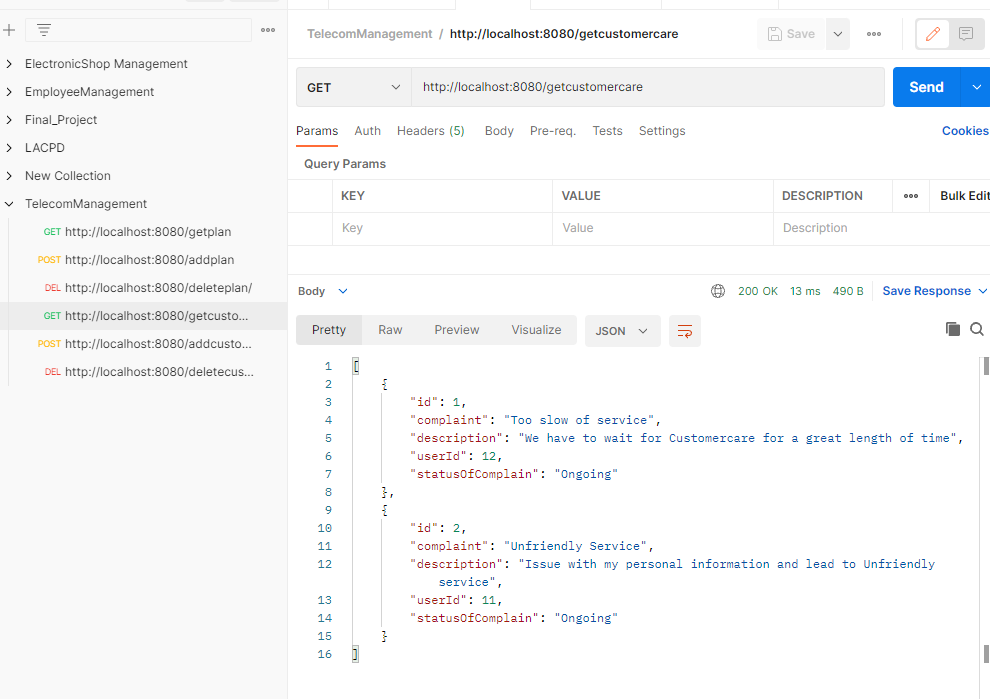 TelecomManagement / http://localhost:8080/getcustomercare
Save
ElectronicShop Management
EmployeeManagement
Final_Project
LACPD
New Collection
TelecomManagement
GET http://localhost:8080/getplan
POST http://localhost:8080/addplan
DEL http://localhost:8080/deleteplan/
GET http://localhost:8080/getcusto...
POST http://localhost:8080/addcusto...
DEL http://localhost:8080/deletecus...
GET http://localhost:8080/getcustomercare Send
Params Auth Headers (5) Body Pre-req. Tests Settings Cookies
Query Params
KEY VALUE DESCRIPTION Bulk Edit
Key Value Description
Body 200 OK 13 ms 490 B Save Response
Pretty Raw Preview Visualize JSON
1 [
2 {
3 "id": 1,
4 "complaint": "Too slow of service",
5 "description": "We have to wait for Customercare for a great length of time",
6 "userId": 12,
7 "statusOfComplain": "Ongoing"
8 },
9 {
10 "id": 2,
11 "complaint": "Unfriendly Service",
12 "description": "Issue with my personal information and lead to Unfriendly
service",
13 "userId": 11,
14 "statusOfComplain": "Ongoing"
15 }
16 ]